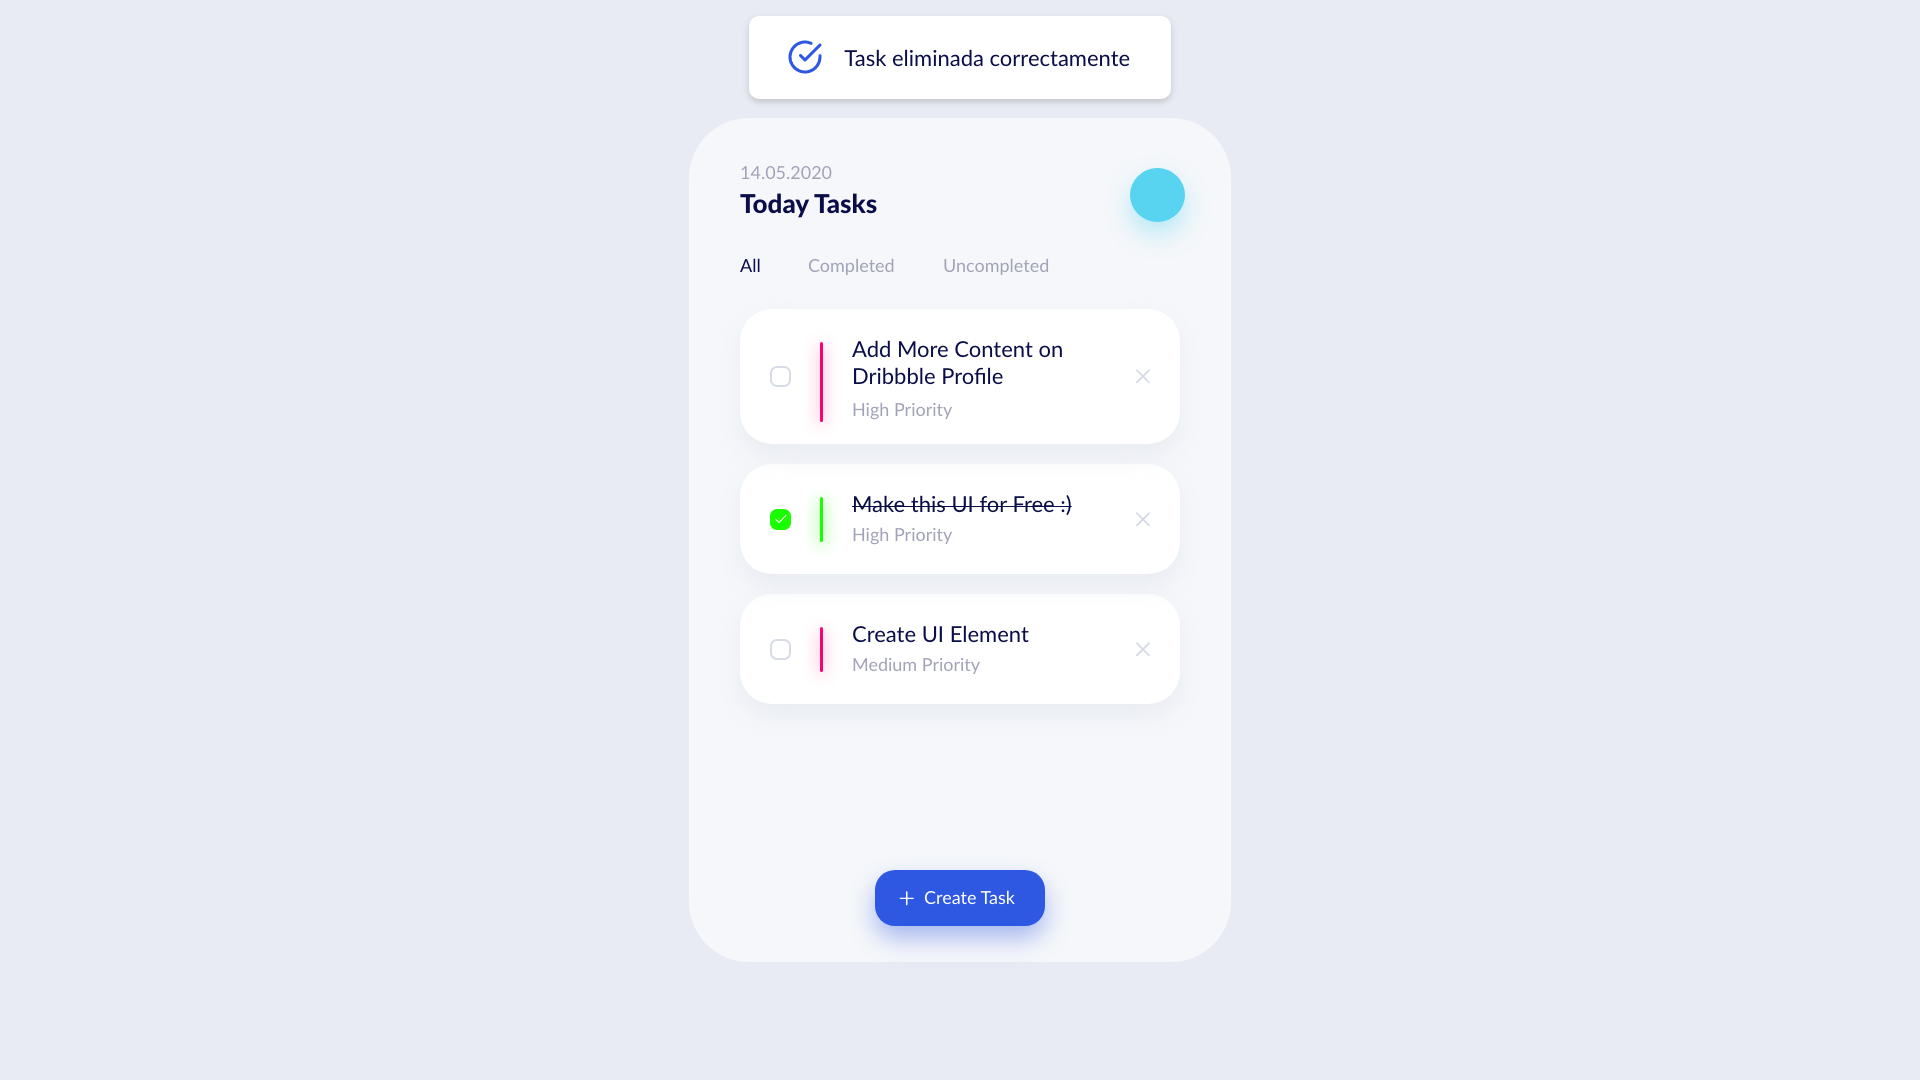 Task eliminada correctamente
14.05.2020
Today Tasks
All Completed Uncompleted
Add More Content on
Dribbble Profile
High Priority
Make this UI for Free :)
High Priority
Create UI Element
Medium Priority
Create Task